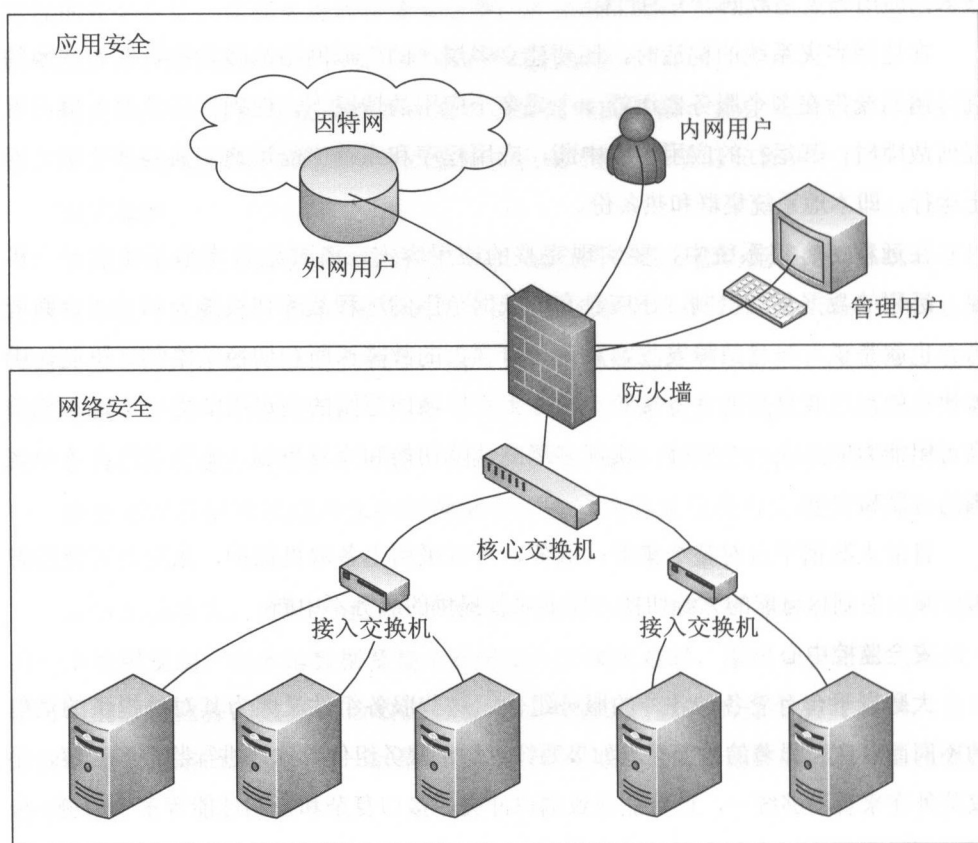 应用安全
因特网
内网用户
外网用户
管理用户
防火墙
网络安全
核心交换机
接入交换机
接入交换机